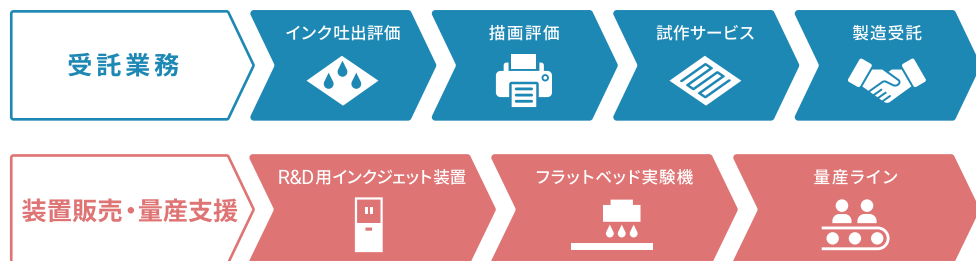 受託業務
インク吐出評価
描画評価
試作サービス
製造受託
装置販売・量産支援
R&D用インクジェット装置
フラットベッド実験機
量産ライン